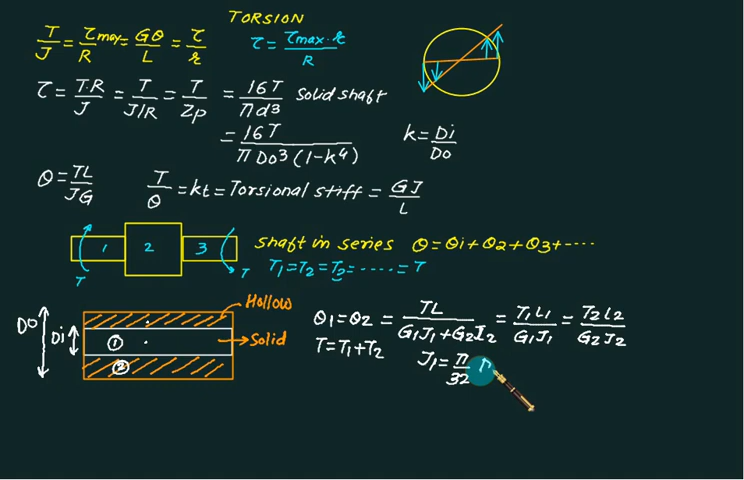 TORSION
T/J = τmax/R = Gθ/L = τ/r   τ = τmax·r/R
τ = T.R/J = T/J/R = T/Zp = 16T/πd³ Solid shaft
= 16T/πDo³(1-k⁴)   k = Di/Do
θ = TL/JG   T/θ = kt = Torsional stiff = GJ/L
1 2 3 Shaft in series θ = θ1 + θ2 + θ3 + ....
T T T1 = T2 = T2 = ..... = T
Hollow
Do Di ① Solid θ1 = θ2 = TL/G1J1 + G2J2 = T1L1/G1J1 = T2L2/G2J2
T = T1 + T2
② J1 = π/32